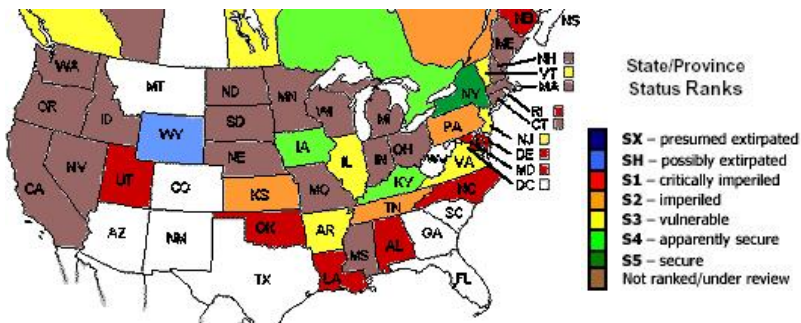 NB
NS
WA
MT
ND
MN
ME
NH
VT
MA
OR
ID
SD
WI
MI
NY
RI
CT
WY
NE
IA
PA
NJ
DE
MD
DC
NV
UT
CO
KS
MO
IL
IN
OH
WV
VA
KY
CA
AZ
NM
OK
AR
TN
NC
SC
MS
AL
GA
TX
LA
FL
State/Province
Status Ranks
SX – presumed extirpated
SH – possibly extirpated
S1 – critically imperiled
S2 – imperiled
S3 – vulnerable
S4 – apparently secure
S5 – secure
Not ranked/under review